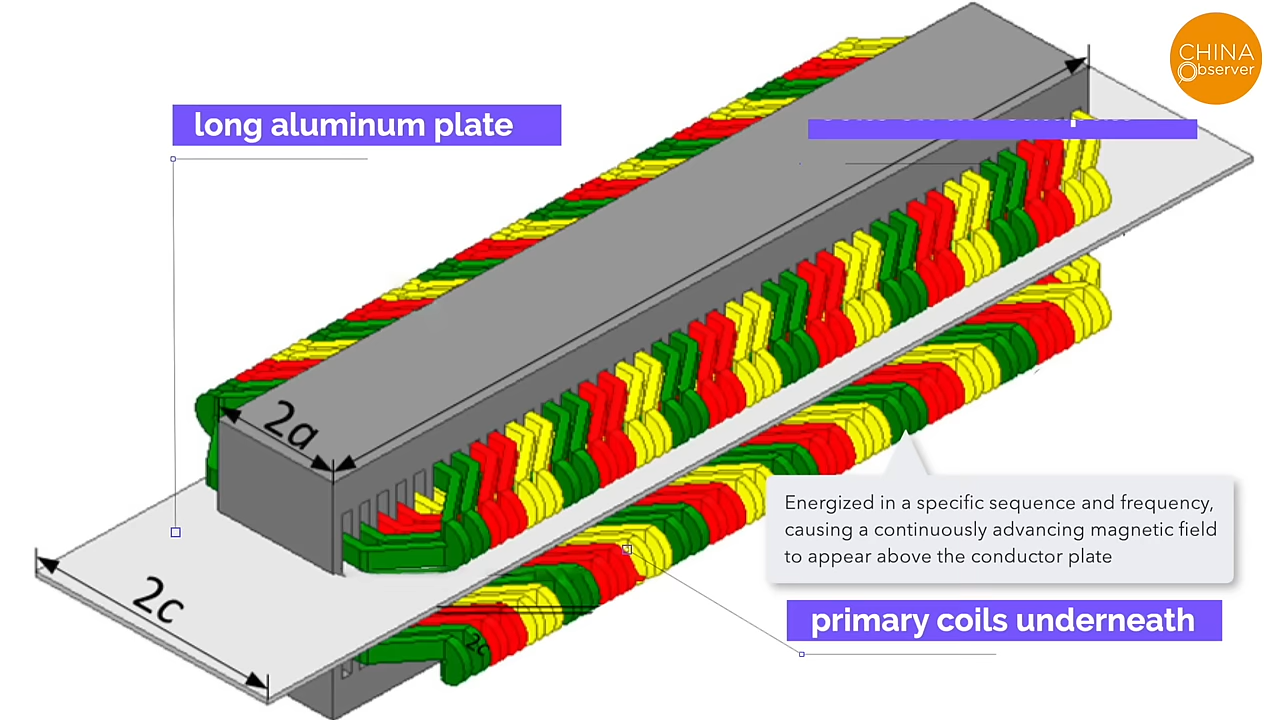 CHINA
Observer
long aluminum plate
2a
2c
Energized in a specific sequence and frequency,
causing a continuously advancing magnetic field
to appear above the conductor plate
primary coils underneath